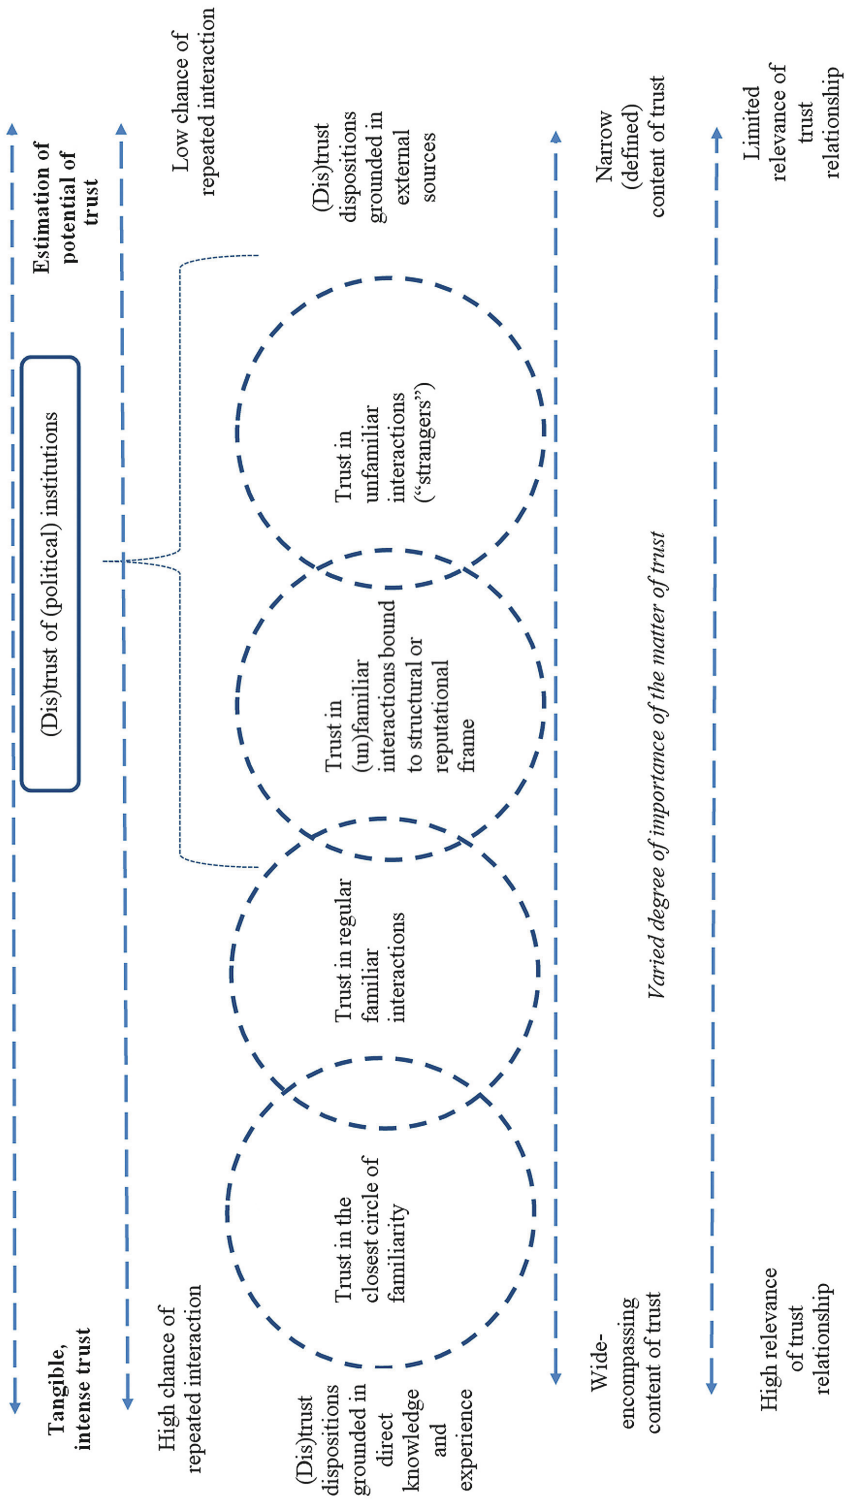 Tangible,
intense trust
(Dis)trust of (political) institutions
Estimation of
potential of
trust
High chance of
repeated interaction
Low chance of
repeated interaction
(Dis)trust
dispositions
grounded in
direct
knowledge
and
experience
Trust in the
closest circle of
familiarity
Trust in regular
familiar
interactions
Trust in
(un)familiar
interactions bound
to structural or
reputational
frame
Trust in
unfamiliar
interactions
(“strangers”)
(Dis)trust
dispositions
grounded in
external
sources
Wide-
encompassing
content of trust
Narrow
(defined)
content of trust
Varied degree of importance of the matter of trust
High relevance
of trust
relationship
Limited
relevance of
trust
relationship